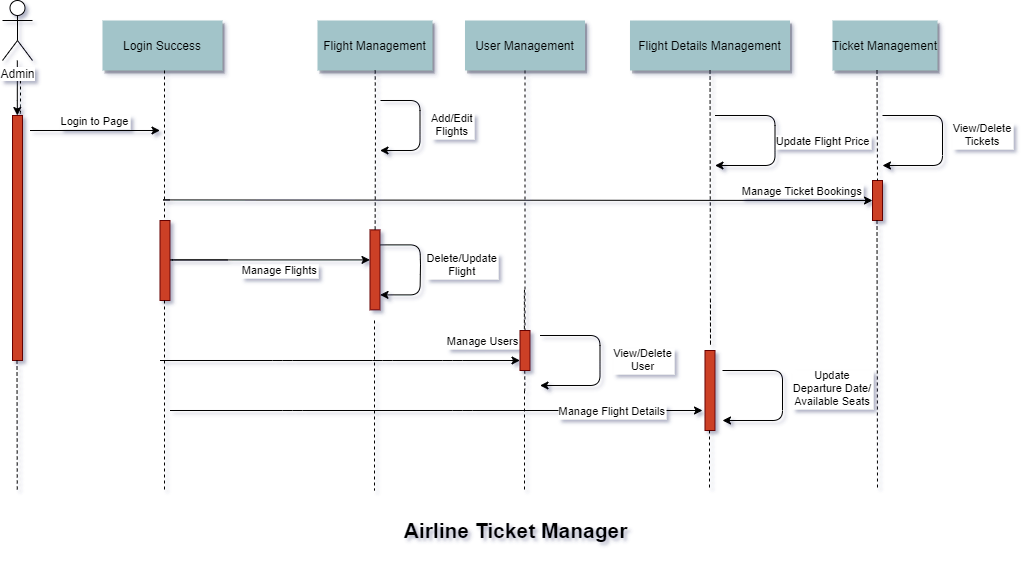 Login Success
Flight Management
User Management
Flight Details Management
Ticket Management
Admin
Login to Page
Add/Edit
Flights
Update Flight Price
View/Delete
Tickets
Manage Ticket Bookings
Manage Flights
Delete/Update
Flight
Manage Users
View/Delete
User
Update
Departure Date/
Available Seats
Manage Flight Details
Airline Ticket Manager